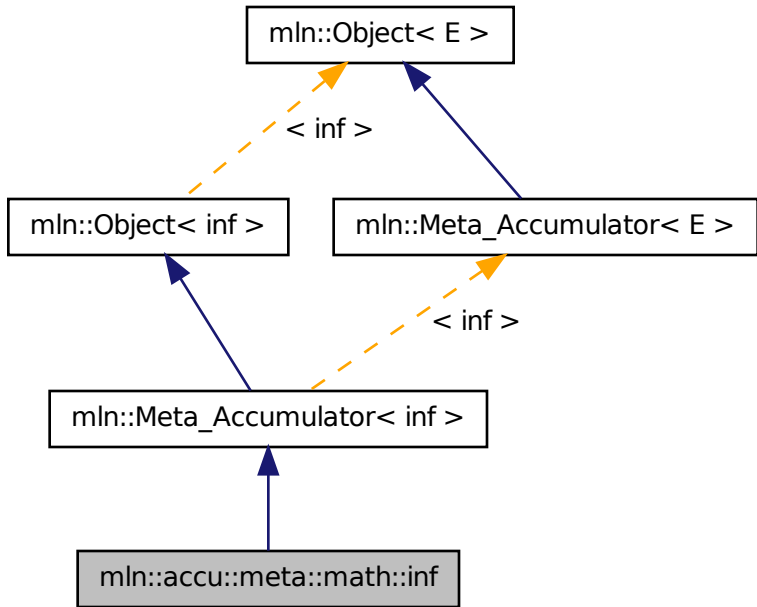 mln::Object< E >
< inf >
mln::Object< inf >
mln::Meta_Accumulator< E >
< inf >
mln::Meta_Accumulator< inf >
mln::accu::meta::math::inf